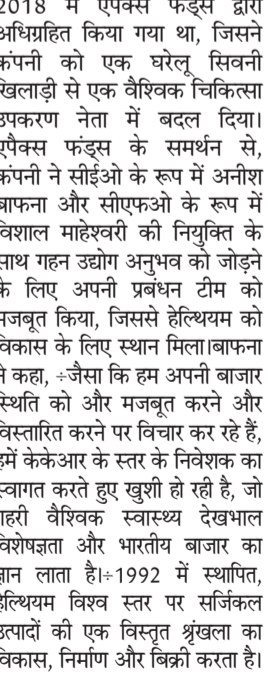 2018 में एपेक्स फंड्स द्वारा
अधिग्रहित किया गया था, जिसने
कंपनी को एक घरेलू सिवनी
खिलाड़ी से एक वैश्विक चिकित्सा
उपकरण नेता में बदल दिया।
एपैक्स फंड्स के समर्थन से,
कंपनी ने सीईओ के रूप में अनीश
बाफना और सीएफओ के रूप में
विशाल माहेश्वरी की नियुक्ति के
साथ गहन उद्योग अनुभव को जोड़ने
के लिए अपनी प्रबंधन टीम को
मजबूत किया, जिससे हेल्थियम को
विकास के लिए स्थान मिला।बाफना
ने कहा, ÷जैसा कि हम अपनी बाजार
स्थिति को और मजबूत करने और
विस्तारित करने पर विचार कर रहे हैं,
हमें केकेआर के स्तर के निवेशक का
स्वागत करते हुए खुशी हो रही है, जो
गहरी वैश्विक स्वास्थ्य देखभाल
विशेषज्ञता और भारतीय बाजार का
ज्ञान लाता है।÷1992 में स्थापित,
हेल्थियम विश्व स्तर पर सर्जिकल
उत्पादों की एक विस्तृत श्रृंखला का
विकास, निर्माण और बिक्री करता है।